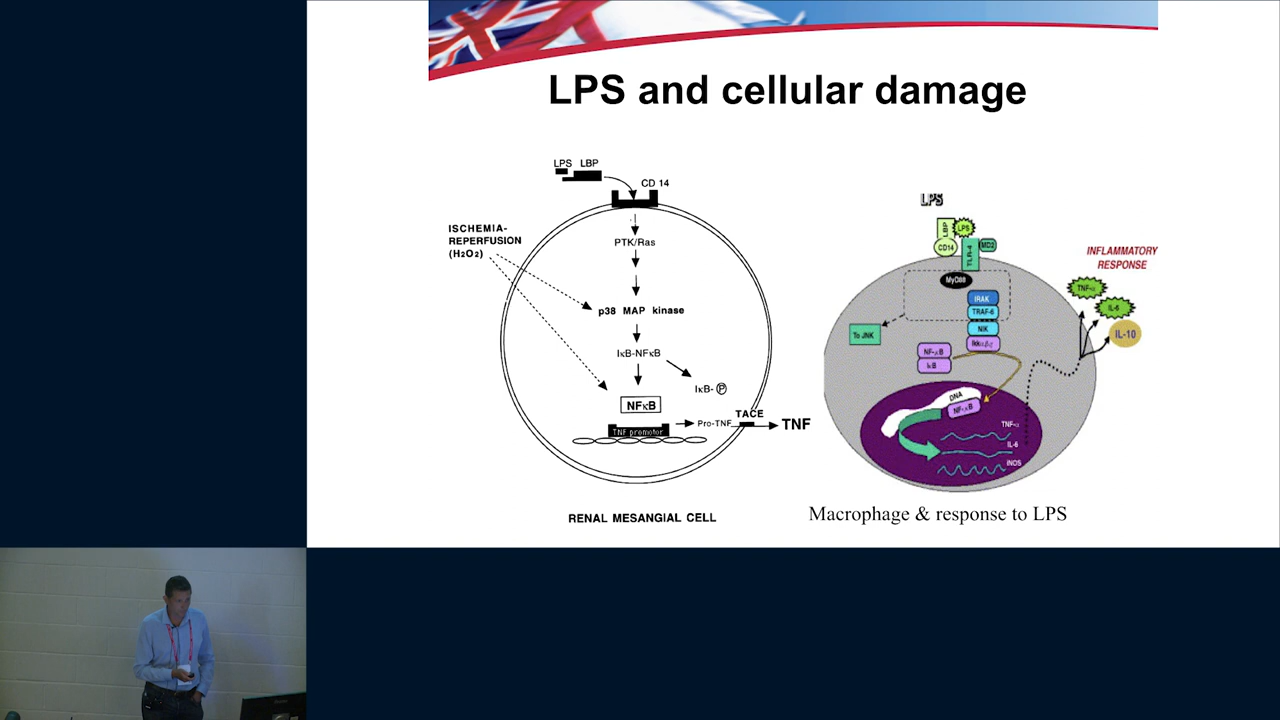 LPS and cellular damage
LPS LBP
CD 14
ISCHEMIA-
REPERFUSION
(H₂O₂)
PTK/Ras
p38 MAP kinase
IκB-NFκB
IκB-Ⓟ
NFκB
TNF promotor
Pro-TNF
TACE
TNF
RENAL MESANGIAL CELL
LPS
LBP
LPS
CD14
TLR-4
MD2
MyD88
IRAK
TRAF-6
NIK
To JNK
NF-κB
IκB
DNA
NF-κB
TNF-α
IL-6
iNOS
INFLAMMATORY
RESPONSE
TNF-α
IL-6
IL-10
Macrophage & response to LPS